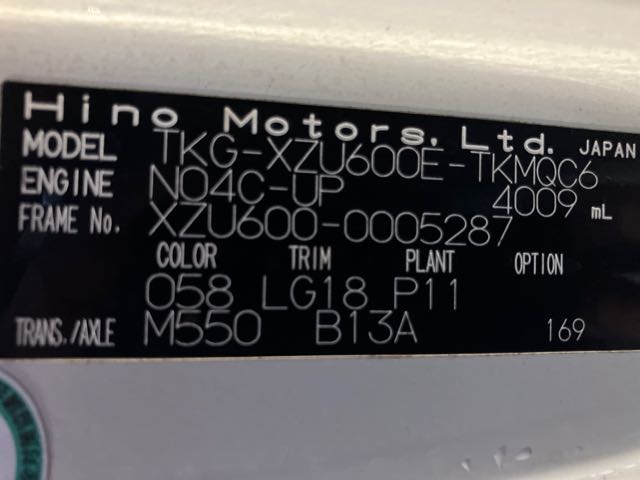 Hino Motors, Ltd. JAPAN
MODEL TKG-XZU600E-TKMQC6
ENGINE N04C-UP 4009 mL
FRAME No. XZU600-0005287
COLOR TRIM PLANT OPTION
058 LG18 P11
TRANS./AXLE M550 B13A 169